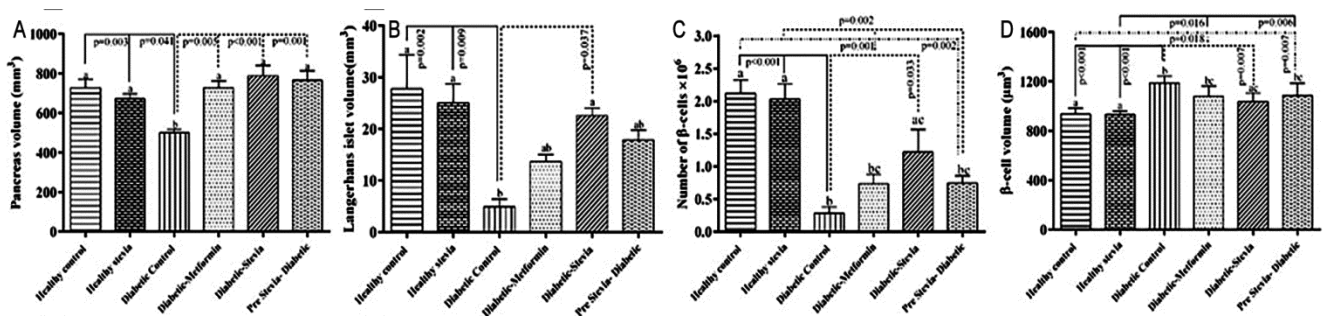 A
Pancreas volume (mm³)
1000
800
600
400
200
0
p=0.003
p=0.041
p=0.005
p<0.001
p=0.001
a
a
b
a
a
a
Healthy control
Healthy stevia
Diabetic Control
Diabetic-Metformin
Diabetic-Stevia
Pre Stevia- Diabetic
B
Langerhans islet volume(mm³)
40
30
20
10
0
p=0.002
p=0.009
p=0.037
a
a
b
ab
a
ab
Healthy control
Healthy stevia
Diabetic Control
Diabetic-Metformin
Diabetic-Stevia
Pre Stevia- Diabetic
C
Number of β-cells ×10⁶
3.0
2.5
2.0
1.5
1.0
0.5
0.0
p=0.002
p=0.001
p=0.002
p<0.001
p=0.033
a
a
b
bc
ac
bc
Healthy control
Healthy stevia
Diabetic Control
Diabetic-Metformin
Diabetic-Stevia
Pre Stevia- Diabetic
D
β-cell volume (µm³)
1600
1200
800
400
0
p=0.016
p=0.006
p=0.018
p<0.001
p<0.001
p=0.007
p=0.007
a
a
b
bc
ac
bc
Healthy control
Healthy stevia
Diabetic Control
Diabetic-Metformin
Diabetic-Stevia
Pre Stevia- Diabetic